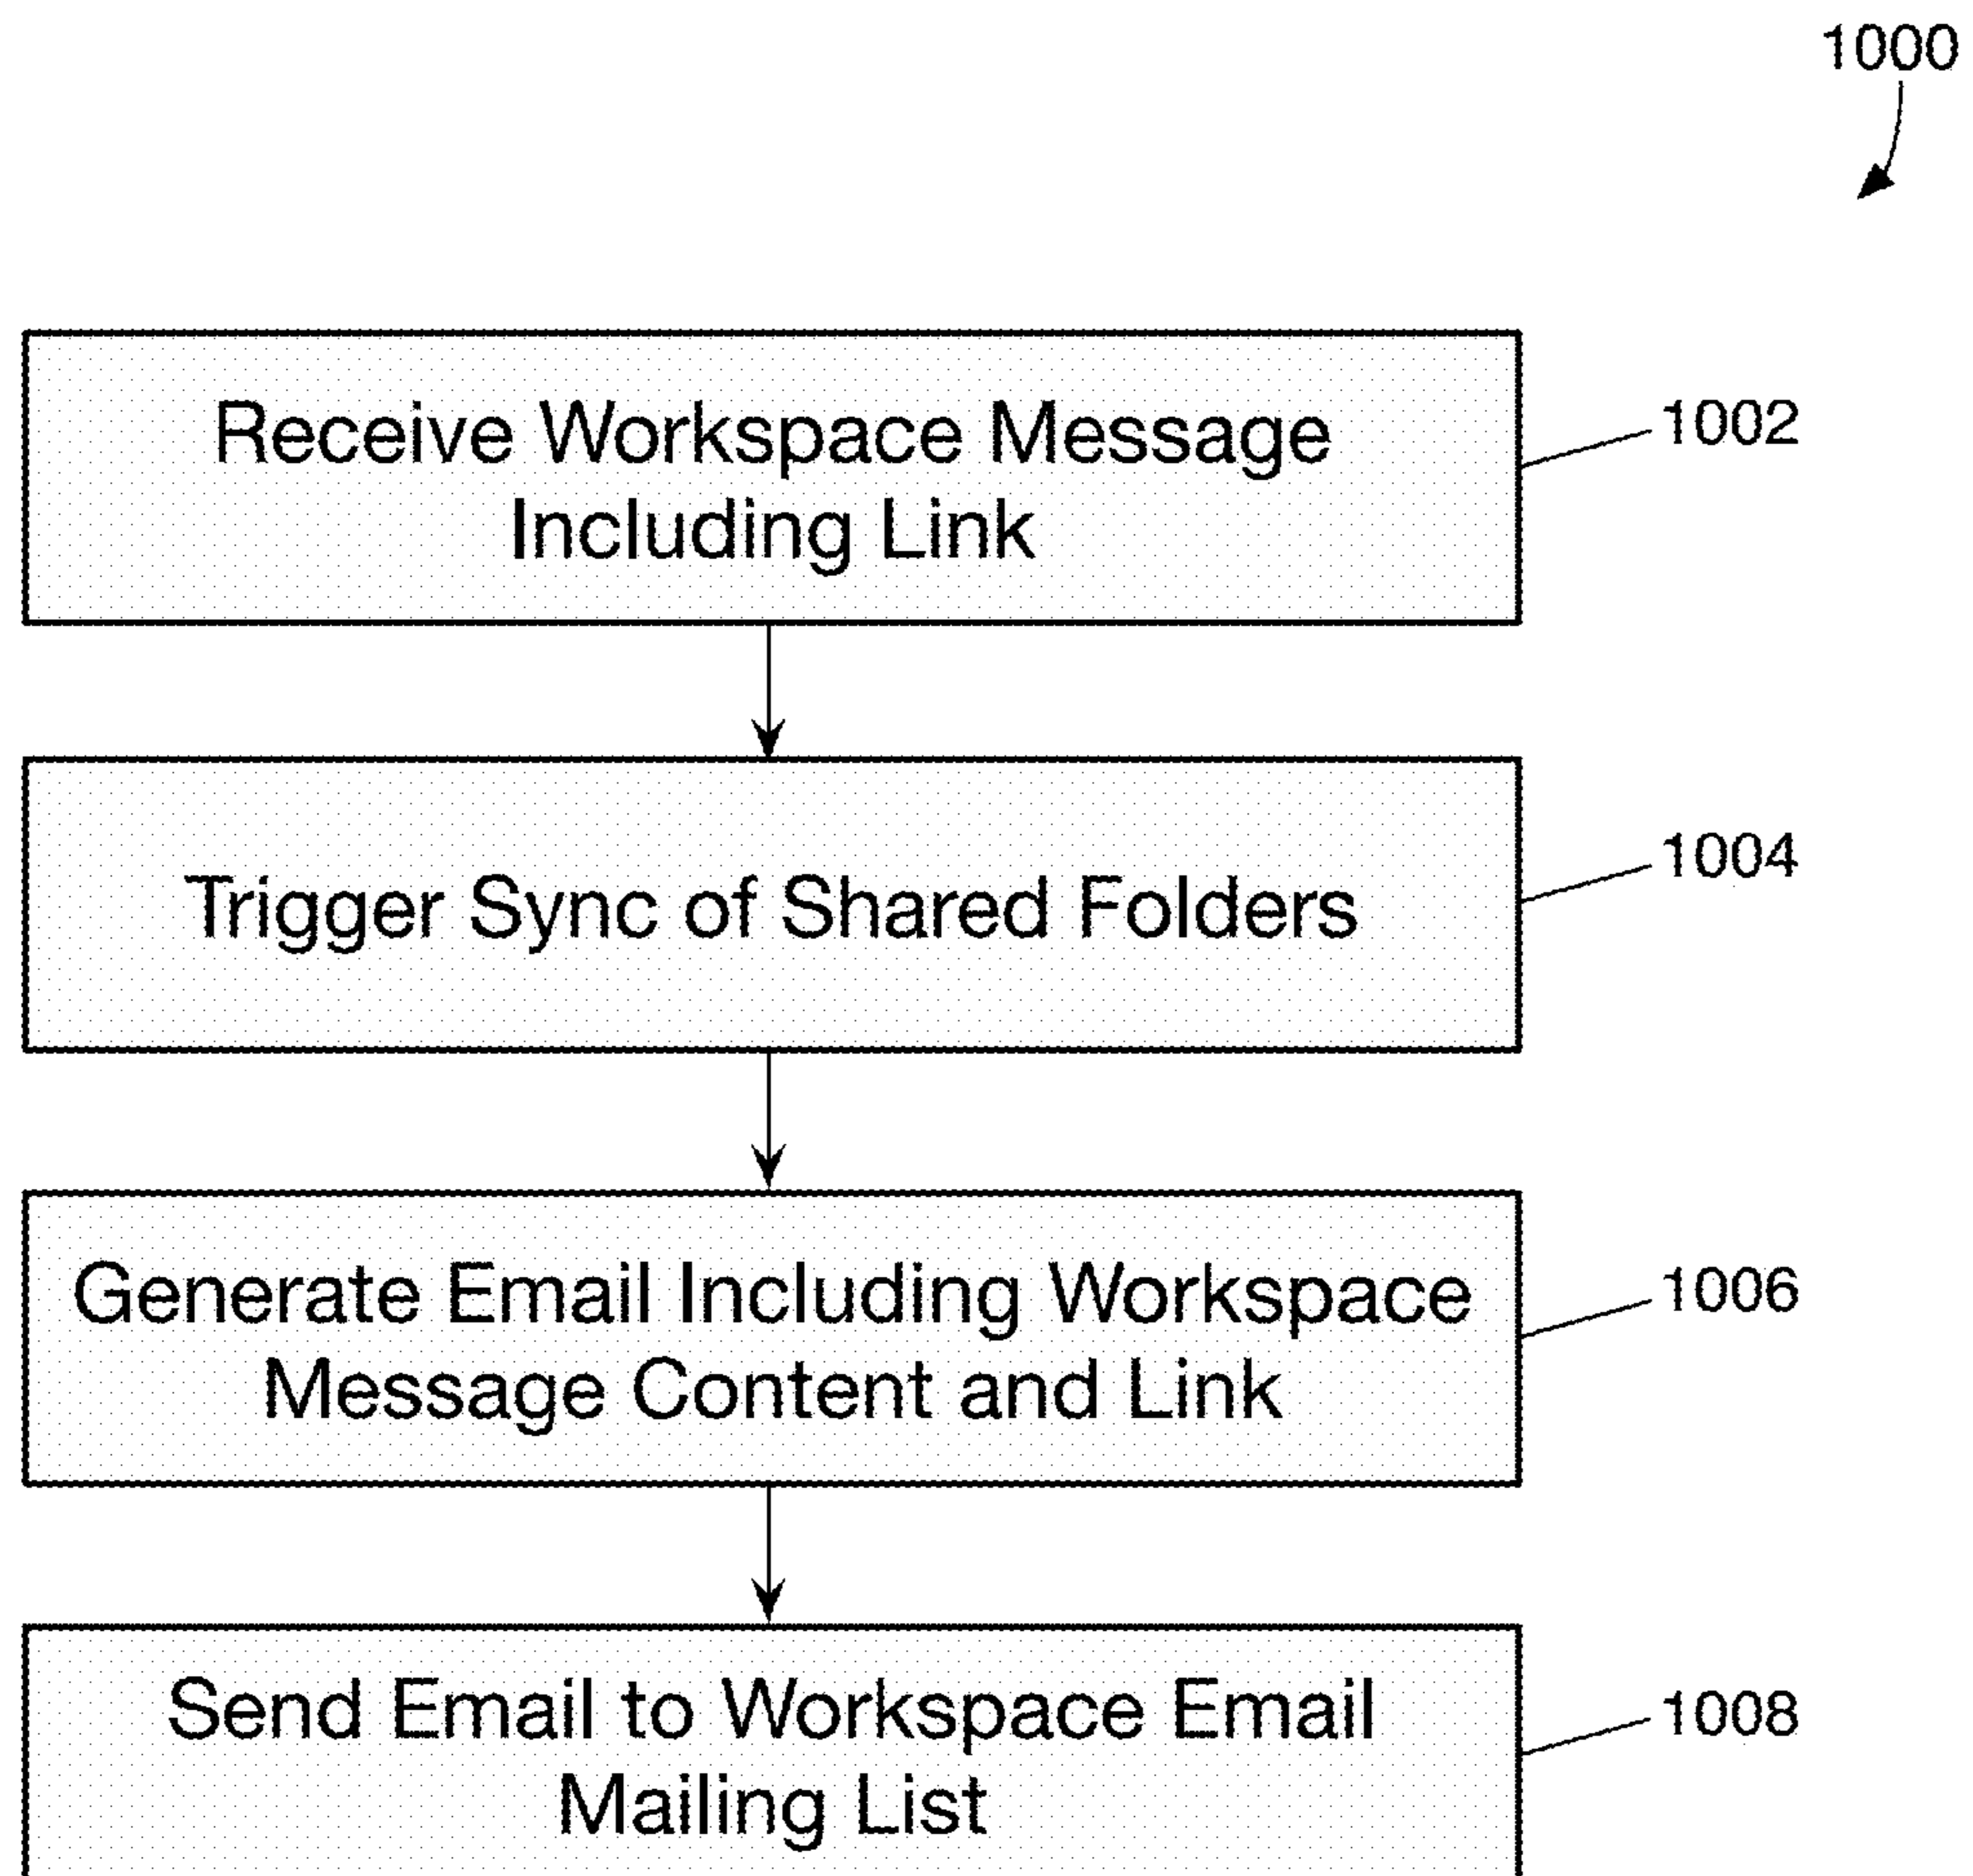 1000
Receive Workspace Message
Including Link
1002
Trigger Sync of Shared Folders
1004
Generate Email Including Workspace
Message Content and Link
1006
Send Email to Workspace Email
Mailing List
1008